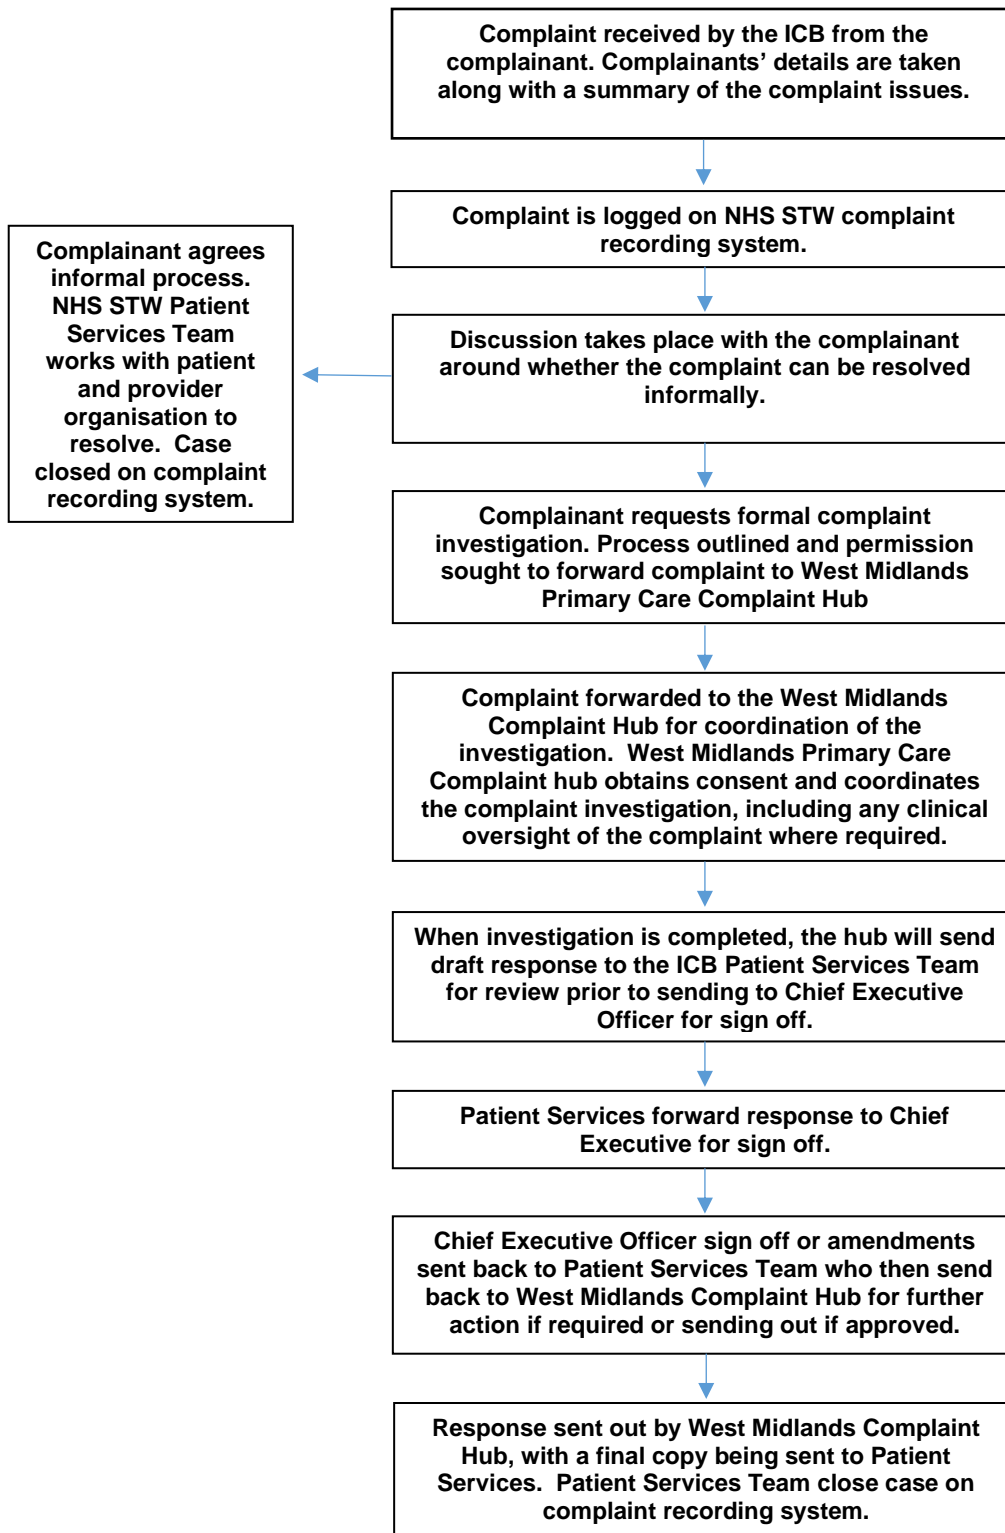 Complaint received by the ICB from the
complainant. Complainants’ details are taken
along with a summary of the complaint issues.
Complaint is logged on NHS STW complaint
recording system.
Complainant agrees
informal process.
NHS STW Patient
Services Team
works with patient
and provider
organisation to
resolve.  Case
closed on complaint
recording system.
Discussion takes place with the complainant
around whether the complaint can be resolved
informally.
Complainant requests formal complaint
investigation. Process outlined and permission
sought to forward complaint to West Midlands
Primary Care Complaint Hub
Complaint forwarded to the West Midlands
Complaint Hub for coordination of the
investigation.  West Midlands Primary Care
Complaint hub obtains consent and coordinates
the complaint investigation, including any clinical
oversight of the complaint where required.
When investigation is completed, the hub will send
draft response to the ICB Patient Services Team
for review prior to sending to Chief Executive
Officer for sign off.
Patient Services forward response to Chief
Executive for sign off.
Chief Executive Officer sign off or amendments
sent back to Patient Services Team who then send
back to West Midlands Complaint Hub for further
action if required or sending out if approved.
Response sent out by West Midlands Complaint
Hub, with a final copy being sent to Patient
Services.  Patient Services Team close case on
complaint recording system.